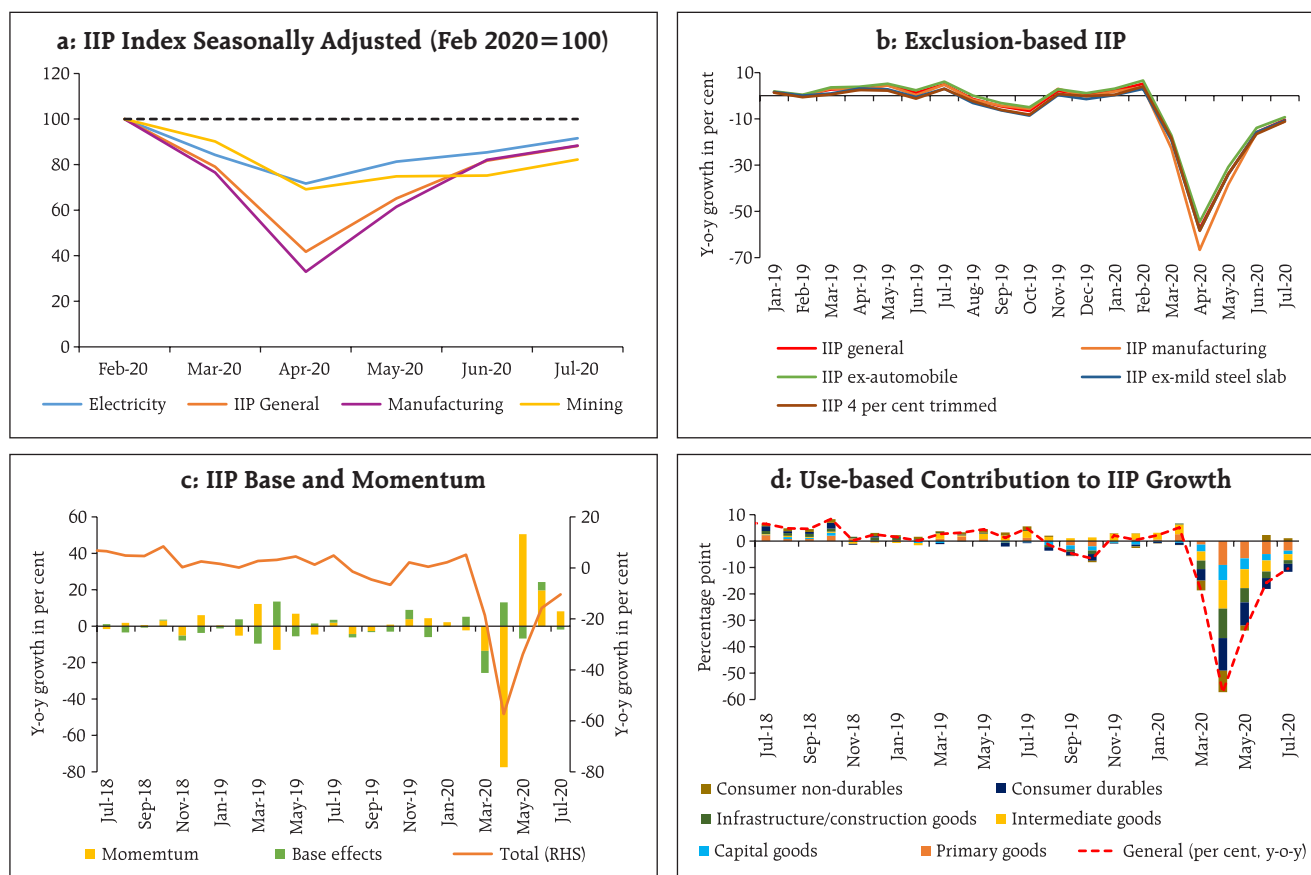 a: IIP Index Seasonally Adjusted (Feb 2020=100)
120
100
80
60
40
20
0
Feb-20 Mar-20 Apr-20 May-20 Jun-20 Jul-20
Electricity IIP General Manufacturing Mining
b: Exclusion-based IIP
Y-o-y growth in per cent
10
-10
-30
-50
-70
Jan-19 Feb-19 Mar-19 Apr-19 May-19 Jun-19 Jul-19 Aug-19 Sep-19 Oct-19 Nov-19 Dec-19 Jan-20 Feb-20 Mar-20 Apr-20 May-20 Jun-20 Jul-20
IIP general IIP manufacturing
IIP ex-automobile IIP ex-mild steel slab
IIP 4 per cent trimmed
c: IIP Base and Momentum
Y-o-y growth in per cent
60
40
20
0
-20
-40
-60
-80
20
0
-20
-40
-60
-80
Y-o-y growth in per cent
Jul-18 Sep-18 Nov-18 Jan-19 Mar-19 May-19 Jul-19 Sep-19 Nov-19 Jan-20 Mar-20 May-20 Jul-20
Momemtum Base effects Total (RHS)
d: Use-based Contribution to IIP Growth
Percentage point
10
0
-10
-20
-30
-40
-50
-60
Jul-18 Sep-18 Nov-18 Jan-19 Mar-19 May-19 Jul-19 Sep-19 Nov-19 Jan-20 Mar-20 May-20 Jul-20
Consumer non-durables Consumer durables
Infrastructure/construction goods Intermediate goods
Capital goods Primary goods General (per cent, y-o-y)